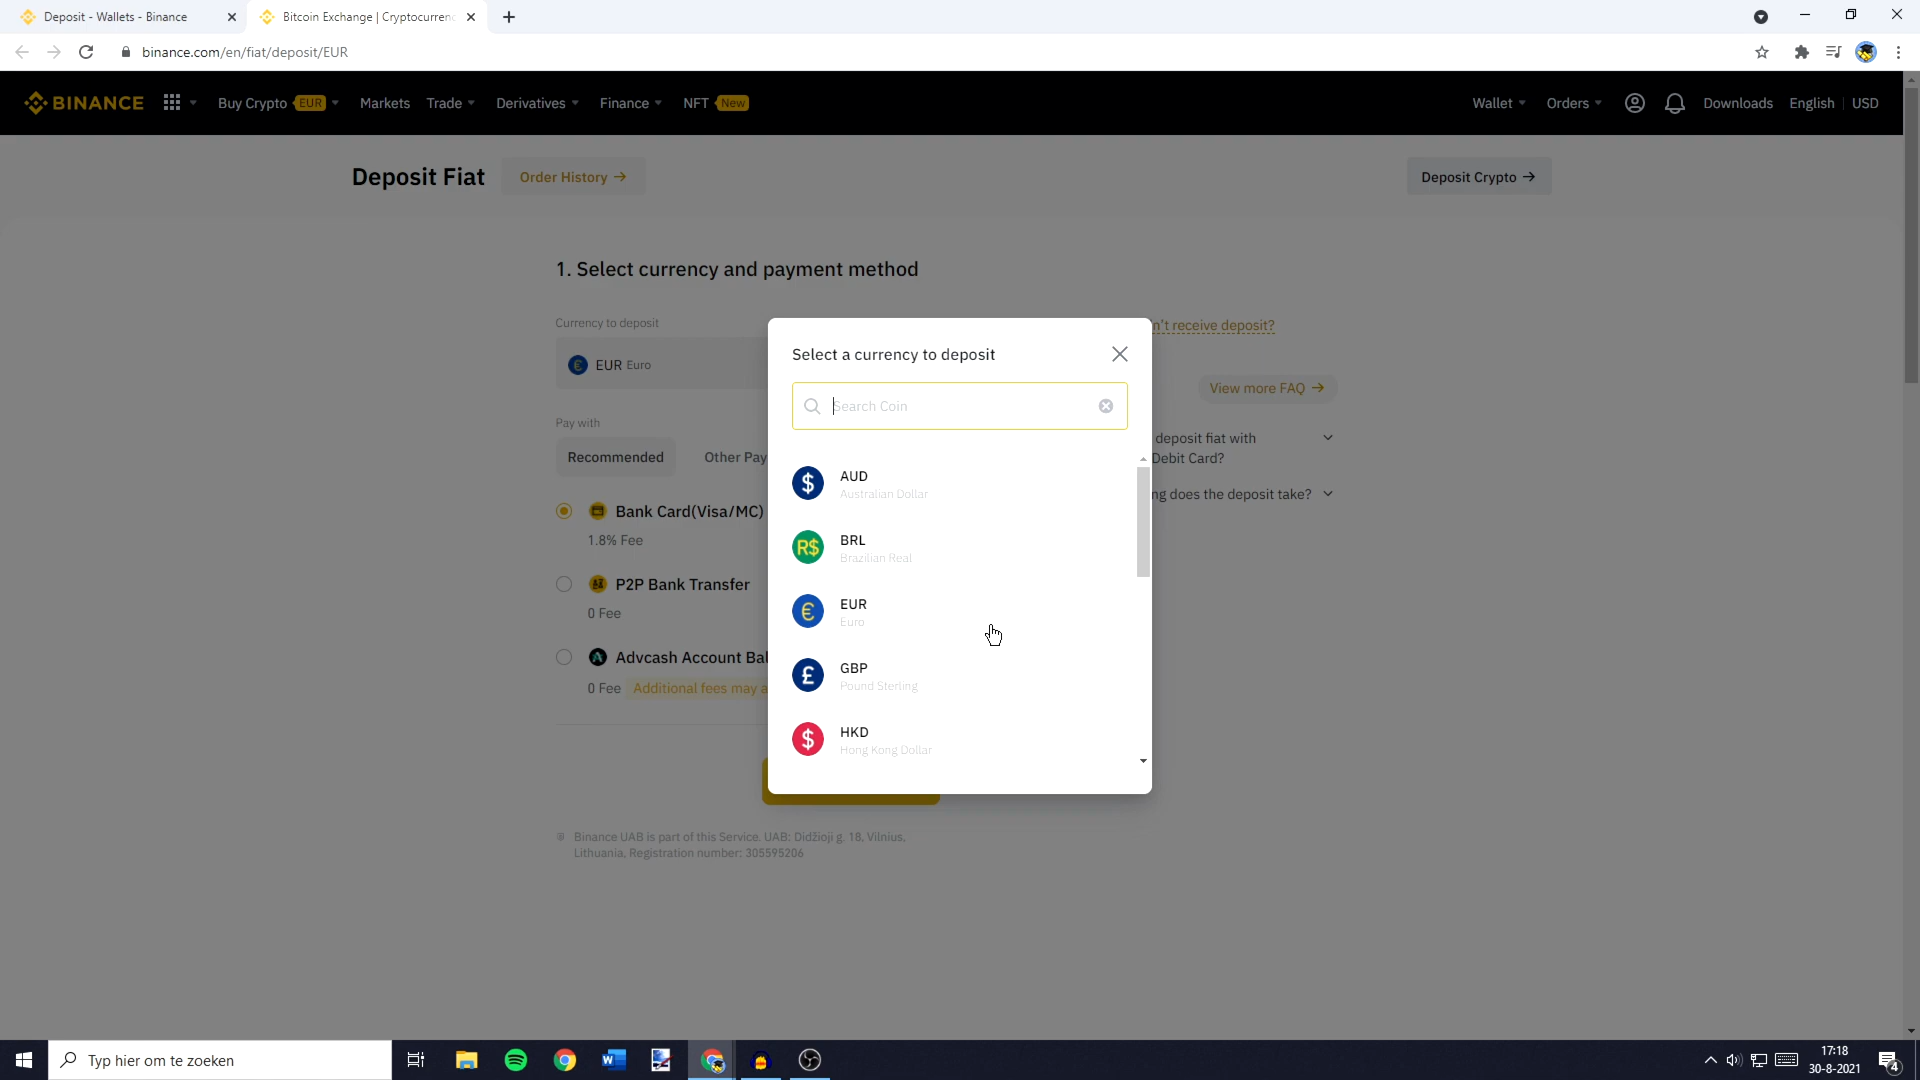 Deposit - Wallets - Binance
Bitcoin Exchange | Cryptocurrenc
binance.com/en/fiat/deposit/EUR
BINANCE
Buy Crypto EUR
Markets
Trade
Derivatives
Finance
NFT New
Wallet
Orders
Downloads
English
USD
Deposit Fiat
Order History →
Deposit Crypto →
1. Select currency and payment method
Currency to deposit
n't receive deposit?
Select a currency to deposit
€ EUR Euro
View more FAQ →
Search Coin
Pay with
deposit fiat with
Debit Card?
Recommended
Other Pay
$ AUD
Australian Dollar
ng does the deposit take?
Bank Card(Visa/MC)
1.8% Fee
R$ BRL
Brazilian Real
P2P Bank Transfer
0 Fee
€ EUR
Euro
Advcash Account Bal
0 Fee Additional fees may a
£ GBP
Pound Sterling
$ HKD
Hong Kong Dollar
Binance UAB is part of this Service. UAB: Didžioji g. 18, Vilnius,
Lithuania, Registration number: 305595206
Typ hier om te zoeken
17:18
30-8-2021
4